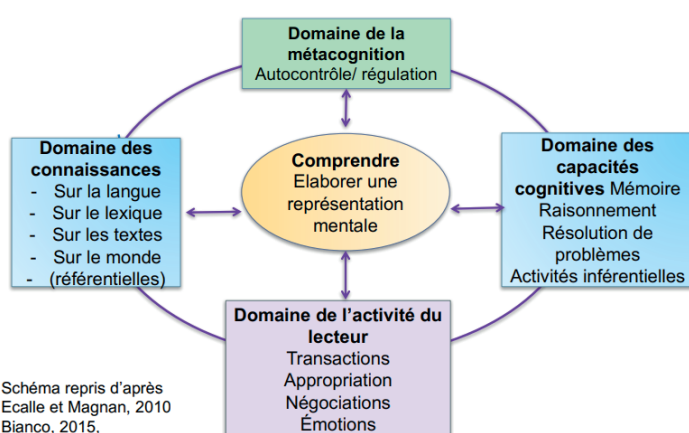 Domaine de la
métacognition
Autocontrôle/ régulation
Domaine des
connaissances
- Sur la langue
- Sur le lexique
- Sur les textes
- Sur le monde
- (référentielles)
Comprendre
Elaborer une
représentation
mentale
Domaine des
capacités
cognitives Mémoire
Raisonnement
Résolution de
problèmes
Activités inférentielles
Domaine de l’activité du
lecteur
Transactions
Appropriation
Négociations
Émotions
Schéma repris d’après
Ecalle et Magnan, 2010
Bianco, 2015.